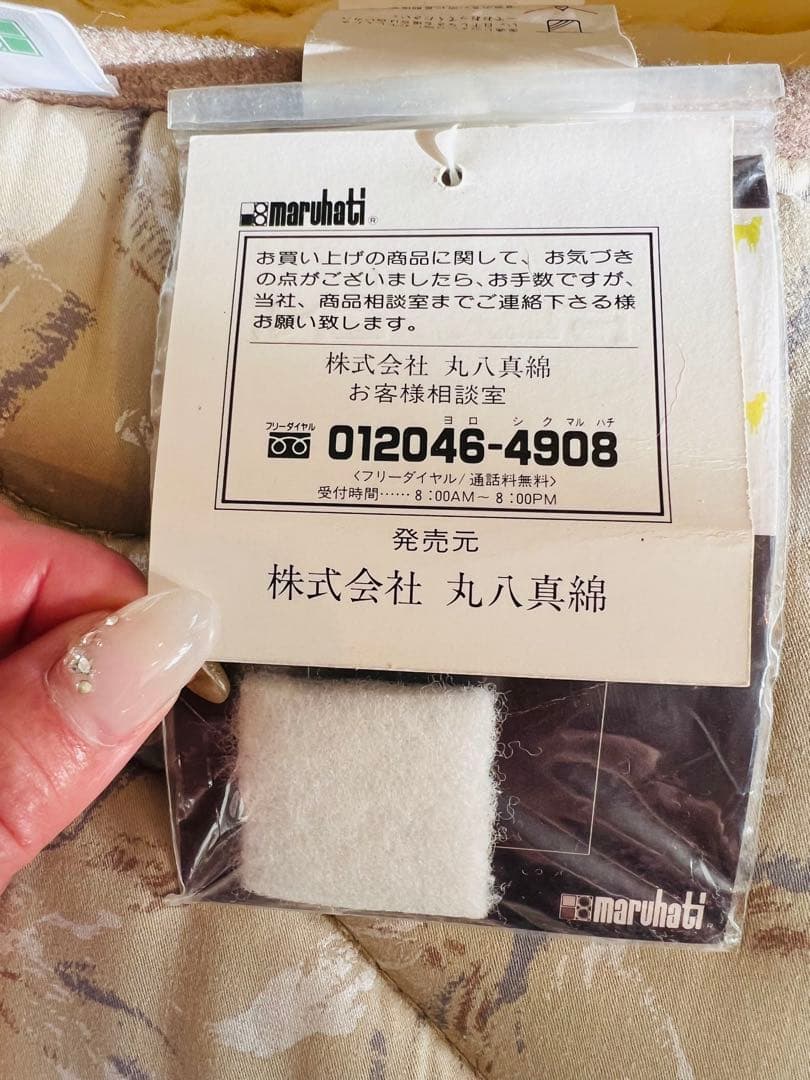 maruhati®
お買い上げの商品に関して、お気づき
の点がございましたら、お手数ですが、
当社、商品相談室までご連絡下さる様
お願い致します。
株式会社 丸八真綿
お客様相談室
ヨロ シク マル ハチ
フリーダイヤル 012046-4908
〈フリーダイヤル/通話料無料〉
受付時間……8:00AM～8:00PM
発売元
株式会社 丸八真綿
maruhati